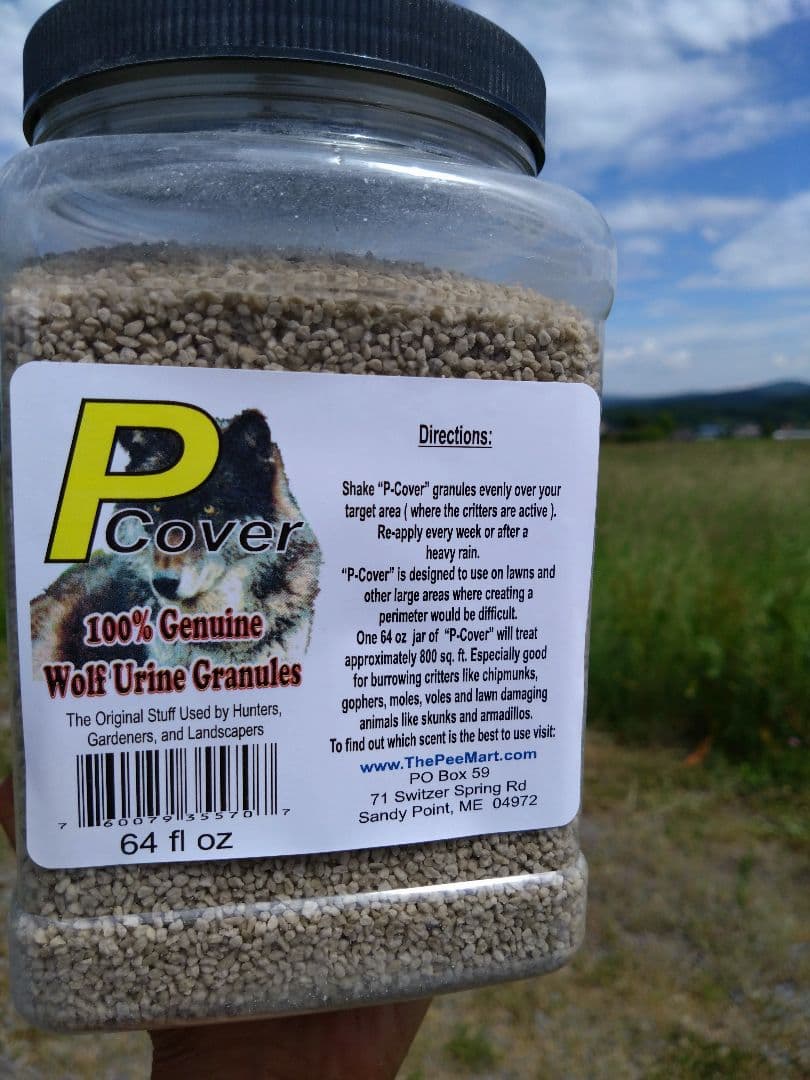 P
Cover
100% Genuine
Wolf Urine Granules
The Original Stuff Used by Hunters,
Gardeners, and Landscapers
7 60079 35570 7
64 fl oz
Directions:
Shake "P-Cover" granules evenly over your
target area ( where the critters are active ).
Re-apply every week or after a
heavy rain.
"P-Cover" is designed to use on lawns and
other large areas where creating a
perimeter would be difficult.
One 64 oz jar of "P-Cover" will treat
approximately 800 sq. ft. Especially good
for burrowing critters like chipmunks,
gophers, moles, voles and lawn damaging
animals like skunks and armadillos.
To find out which scent is the best to use visit:
www.ThePeeMart.com
PO Box 59
71 Switzer Spring Rd
Sandy Point, ME 04972